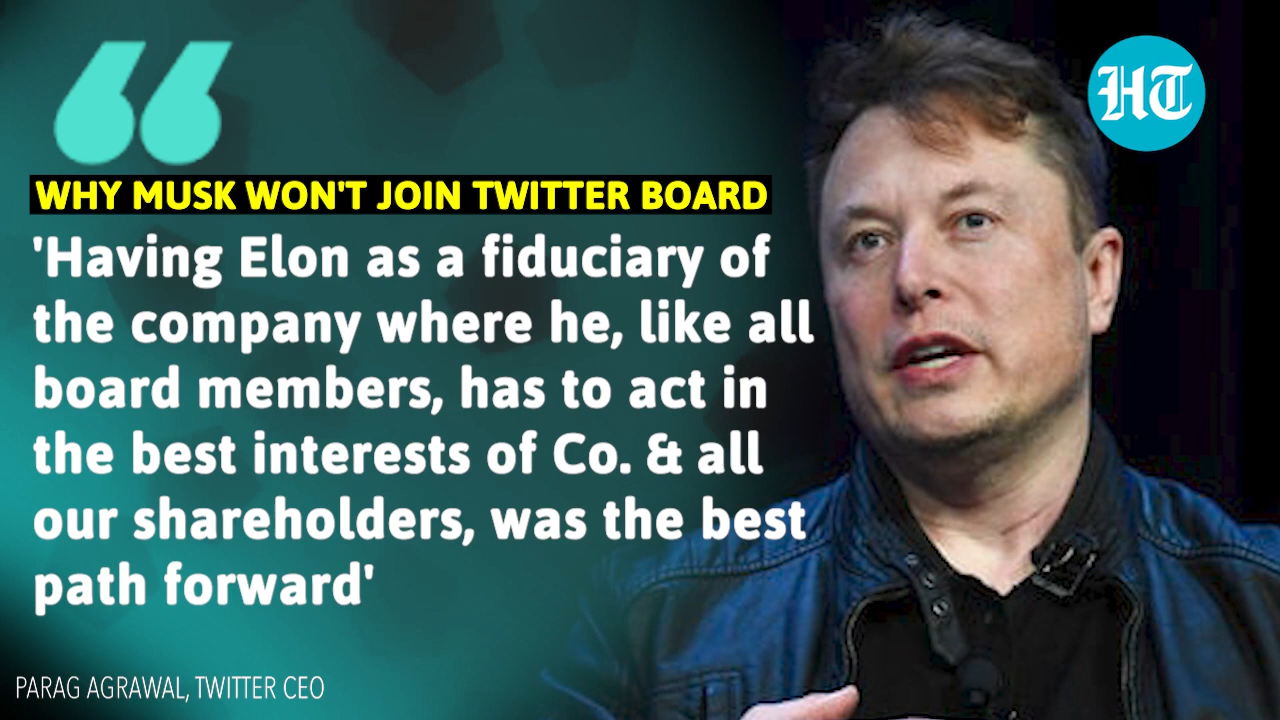 HT
WHY MUSK WON'T JOIN TWITTER BOARD
'Having Elon as a fiduciary of
the company where he, like all
board members, has to act in
the best interests of Co. & all
our shareholders, was the best
path forward'
PARAG AGRAWAL, TWITTER CEO